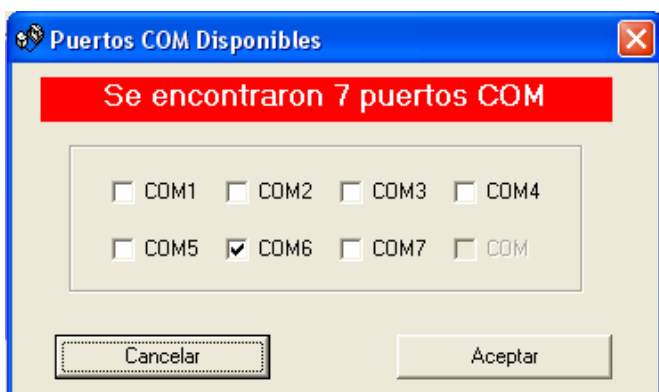 Puertos COM Disponibles
Se encontraron 7 puertos COM
COM1 COM2 COM3 COM4
COM5 COM6 COM7 COM
Cancelar Aceptar